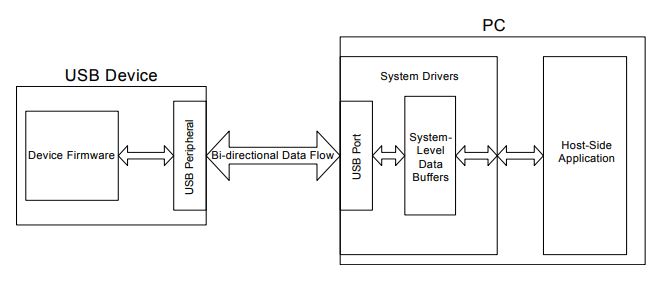 PC
USB Device
System Drivers
Device Firmware
USB Peripheral
Bi-directional Data Flow
USB Port
System-
Level
Data
Buffers
Host-Side
Application